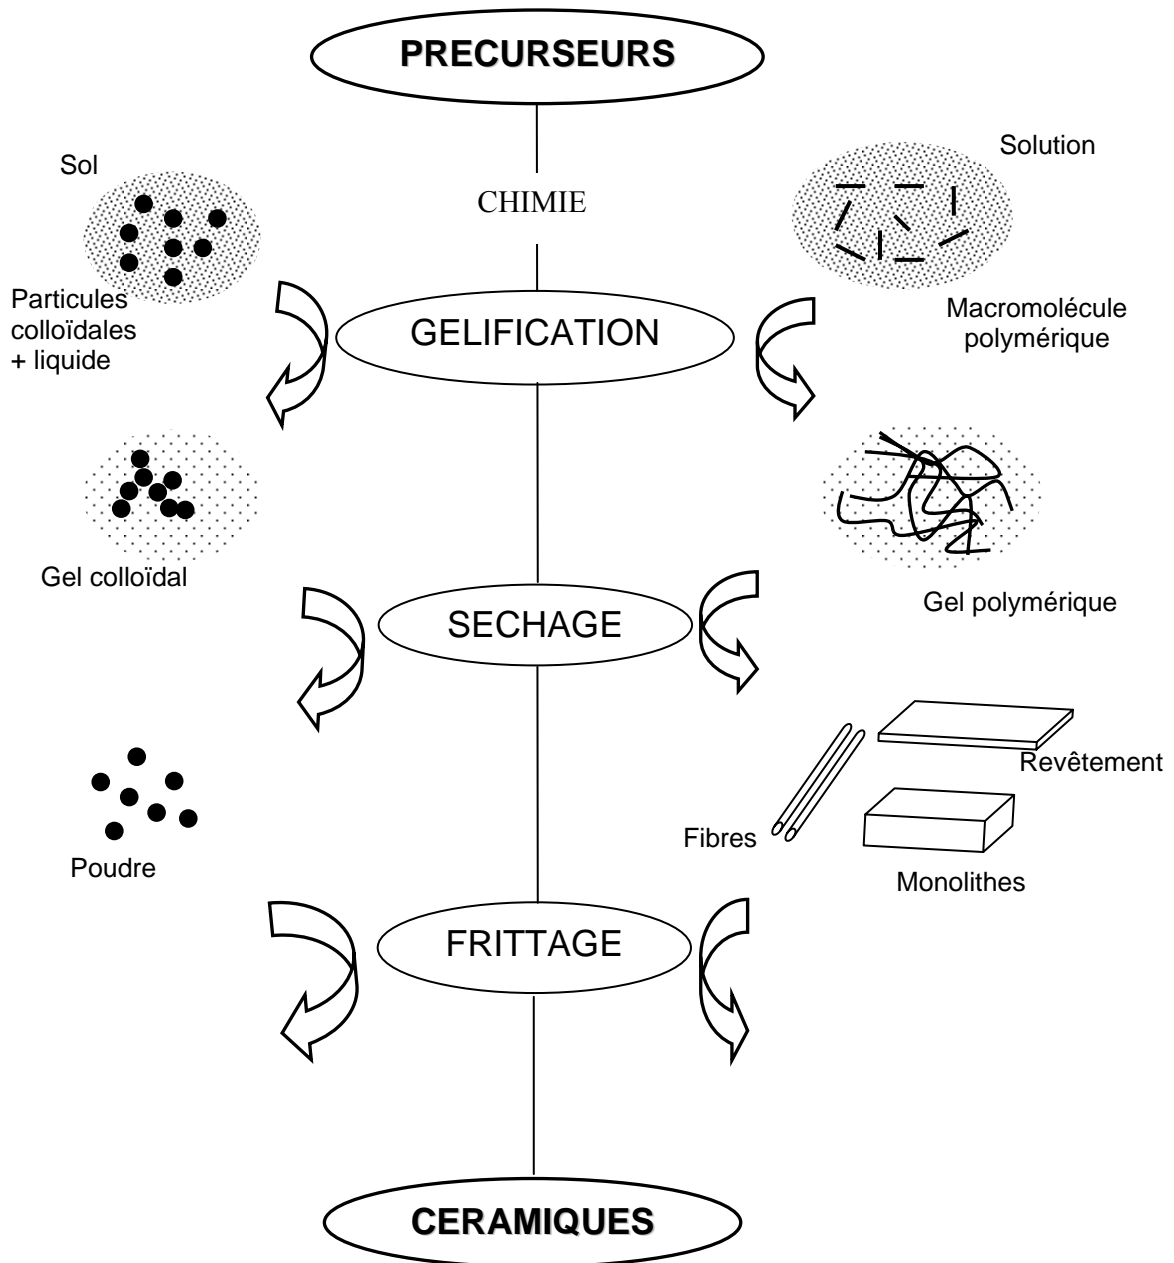 PRECURSEURS
Sol
Solution
CHIMIE
Particules
colloïdales
+ liquide
GELIFICATION
Macromolécule
polymérique
Gel colloïdal
Gel polymérique
SECHAGE
Revêtement
Fibres
Poudre
Monolithes
FRITTAGE
CERAMIQUES